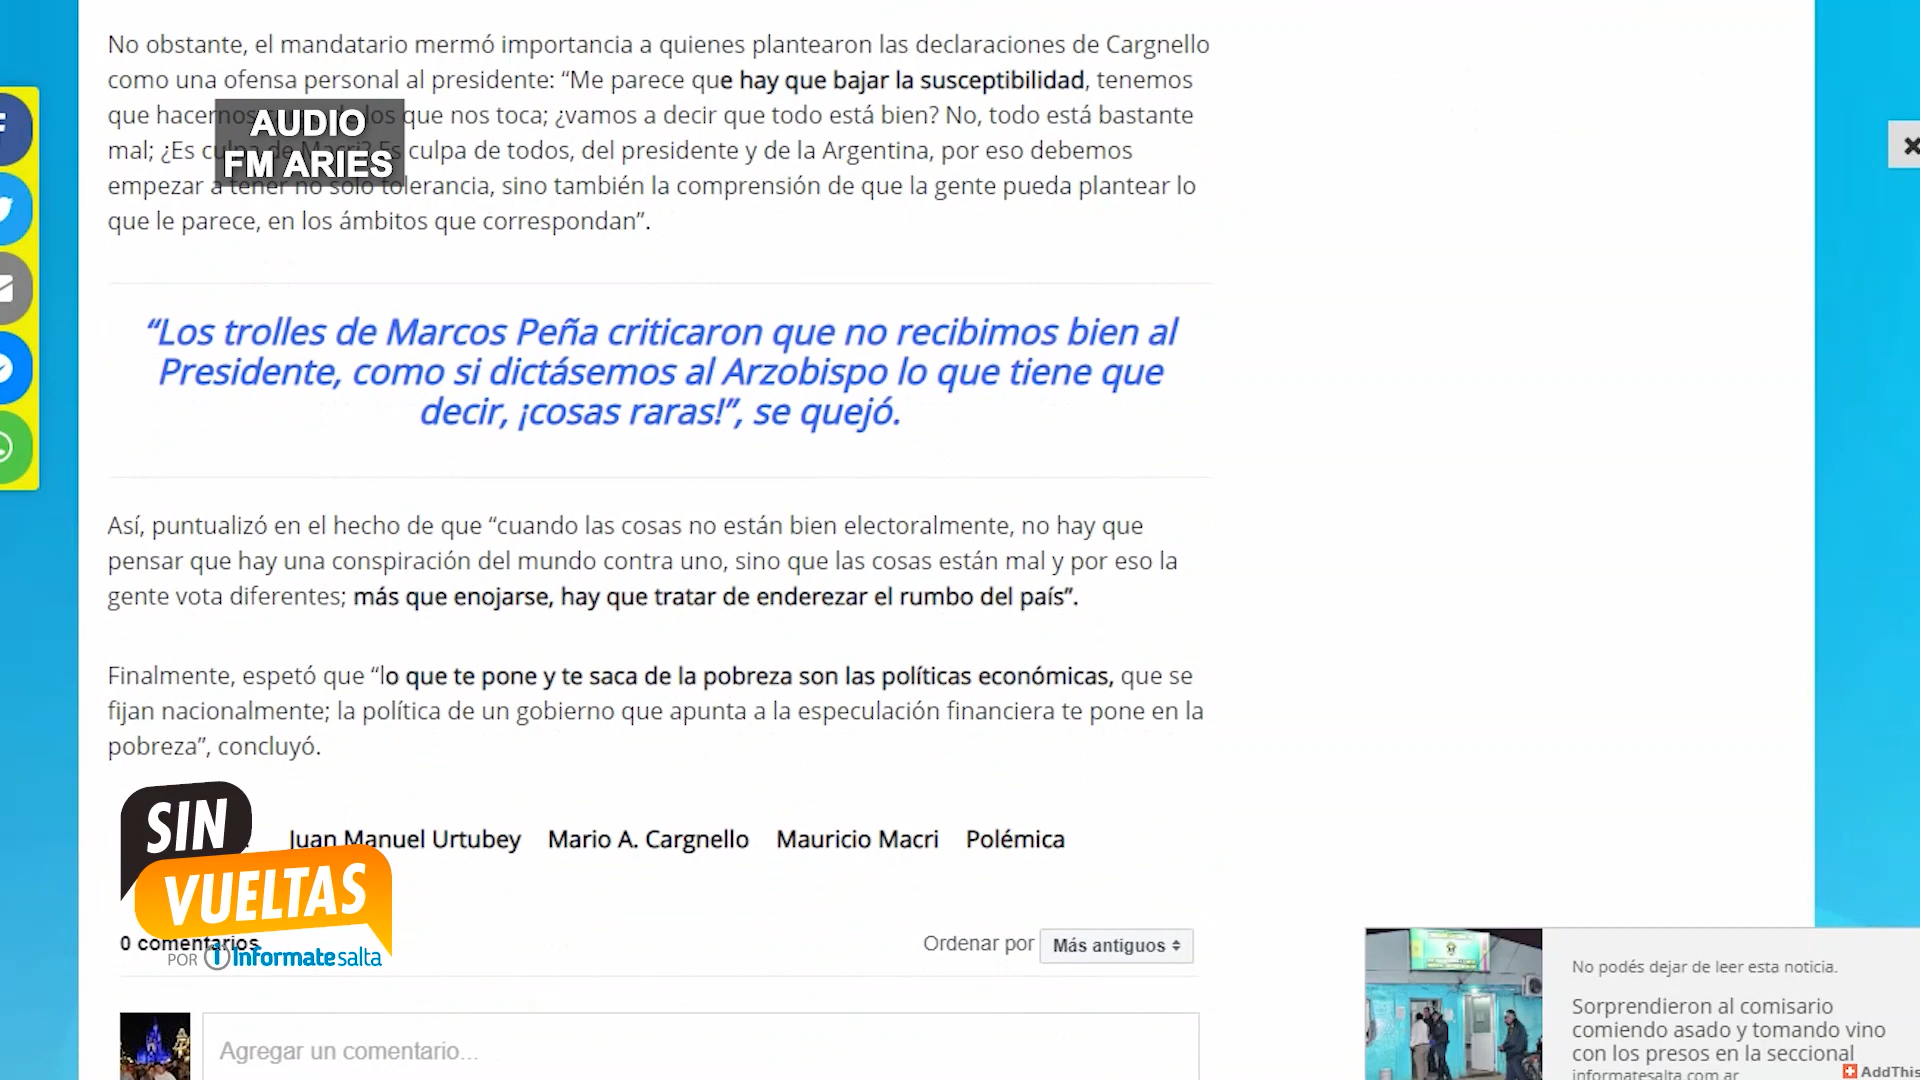 No obstante, el mandatario mermó importancia a quienes plantearon las declaraciones de Cargnello
como una ofensa personal al presidente: “Me parece que hay que bajar la susceptibilidad, tenemos
que hacernos que nos toca; ¿vamos a decir que todo está bien? No, todo está bastante
AUDIO
mal; ¿Es culpa de Macri? Es culpa de todos, del presidente y de la Argentina, por eso debemos
FM ARIES
empezar a tener no solo tolerancia, sino también la comprensión de que la gente pueda plantear lo
que le parece, en los ámbitos que correspondan”.
“Los trolles de Marcos Peña criticaron que no recibimos bien al
Presidente, como si dictásemos al Arzobispo lo que tiene que
decir, ¡cosas raras!”, se quejó.
Así, puntualizó en el hecho de que “cuando las cosas no están bien electoralmente, no hay que
pensar que hay una conspiración del mundo contra uno, sino que las cosas están mal y por eso la
gente vota diferentes; más que enojarse, hay que tratar de enderezar el rumbo del país”.
Finalmente, espetó que “lo que te pone y te saca de la pobreza son las políticas económicas, que se
fijan nacionalmente; la política de un gobierno que apunta a la especulación financiera te pone en la
pobreza”, concluyó.
SIN
VUELTAS
POR Informatesalta
Juan Manuel Urtubey Mario A. Cargnello Mauricio Macri Polémica
0 comentarios
Ordenar por Más antiguos
Agregar un comentario...
No podés dejar de leer esta noticia.
Sorprendieron al comisario
comiendo asado y tomando vino
con los presos en la seccional
informatesalta.com.ar
AddThis